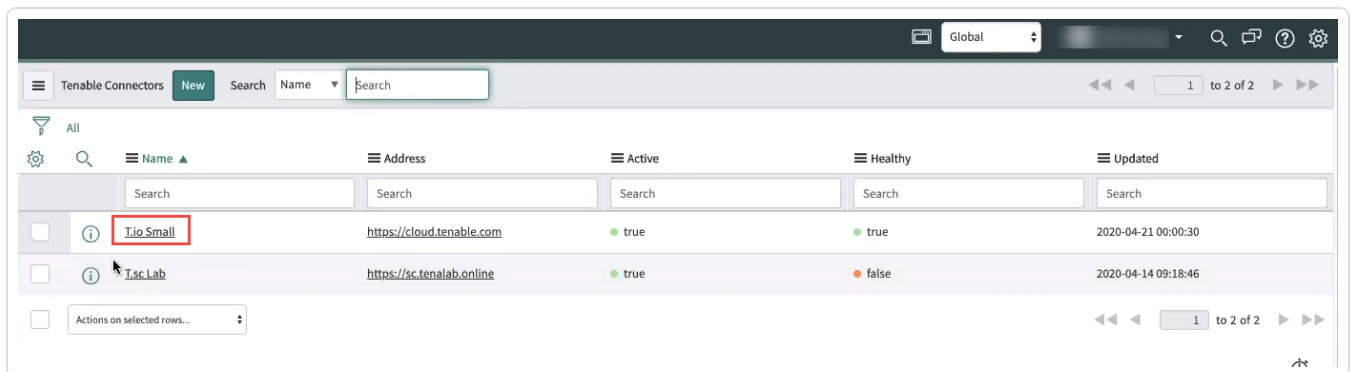 Global
Tenable Connectors New Search Name Search 1 to 2 of 2
All
Name Address Active Healthy Updated
Search Search Search Search Search
T.io Small https://cloud.tenable.com true true 2020-04-21 00:00:30
T.sc Lab https://sc.tenalab.online true false 2020-04-14 09:18:46
Actions on selected rows... 1 to 2 of 2